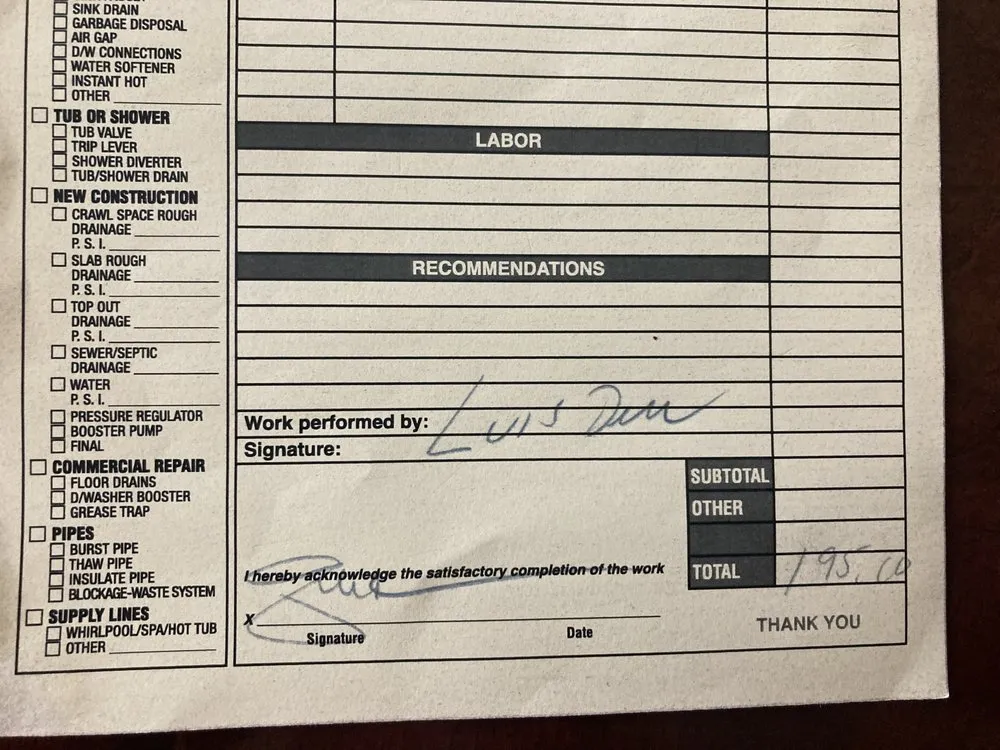 SINK DRAIN
GARBAGE DISPOSAL
AIR GAP
D/W CONNECTIONS
WATER SOFTENER
INSTANT HOT
OTHER
TUB OR SHOWER
TUB VALVE
TRIP LEVER
SHOWER DIVERTER
TUB/SHOWER DRAIN
NEW CONSTRUCTION
CRAWL SPACE ROUGH
DRAINAGE
P. S. I.
SLAB ROUGH
DRAINAGE
P. S. I.
TOP OUT
DRAINAGE
P. S. I.
SEWER/SEPTIC
DRAINAGE
WATER
P. S. I.
PRESSURE REGULATOR
BOOSTER PUMP
FINAL
COMMERCIAL REPAIR
FLOOR DRAINS
D/WASHER BOOSTER
GREASE TRAP
PIPES
BURST PIPE
THAW PIPE
INSULATE PIPE
BLOCKAGE-WASTE SYSTEM
SUPPLY LINES
WHIRLPOOL/SPA/HOT TUB
OTHER
LABOR
RECOMMENDATIONS
Work performed by: Luis
Signature:
SUBTOTAL
OTHER
TOTAL 195.00
I hereby acknowledge the satisfactory completion of the work
X
Signature Date
THANK YOU